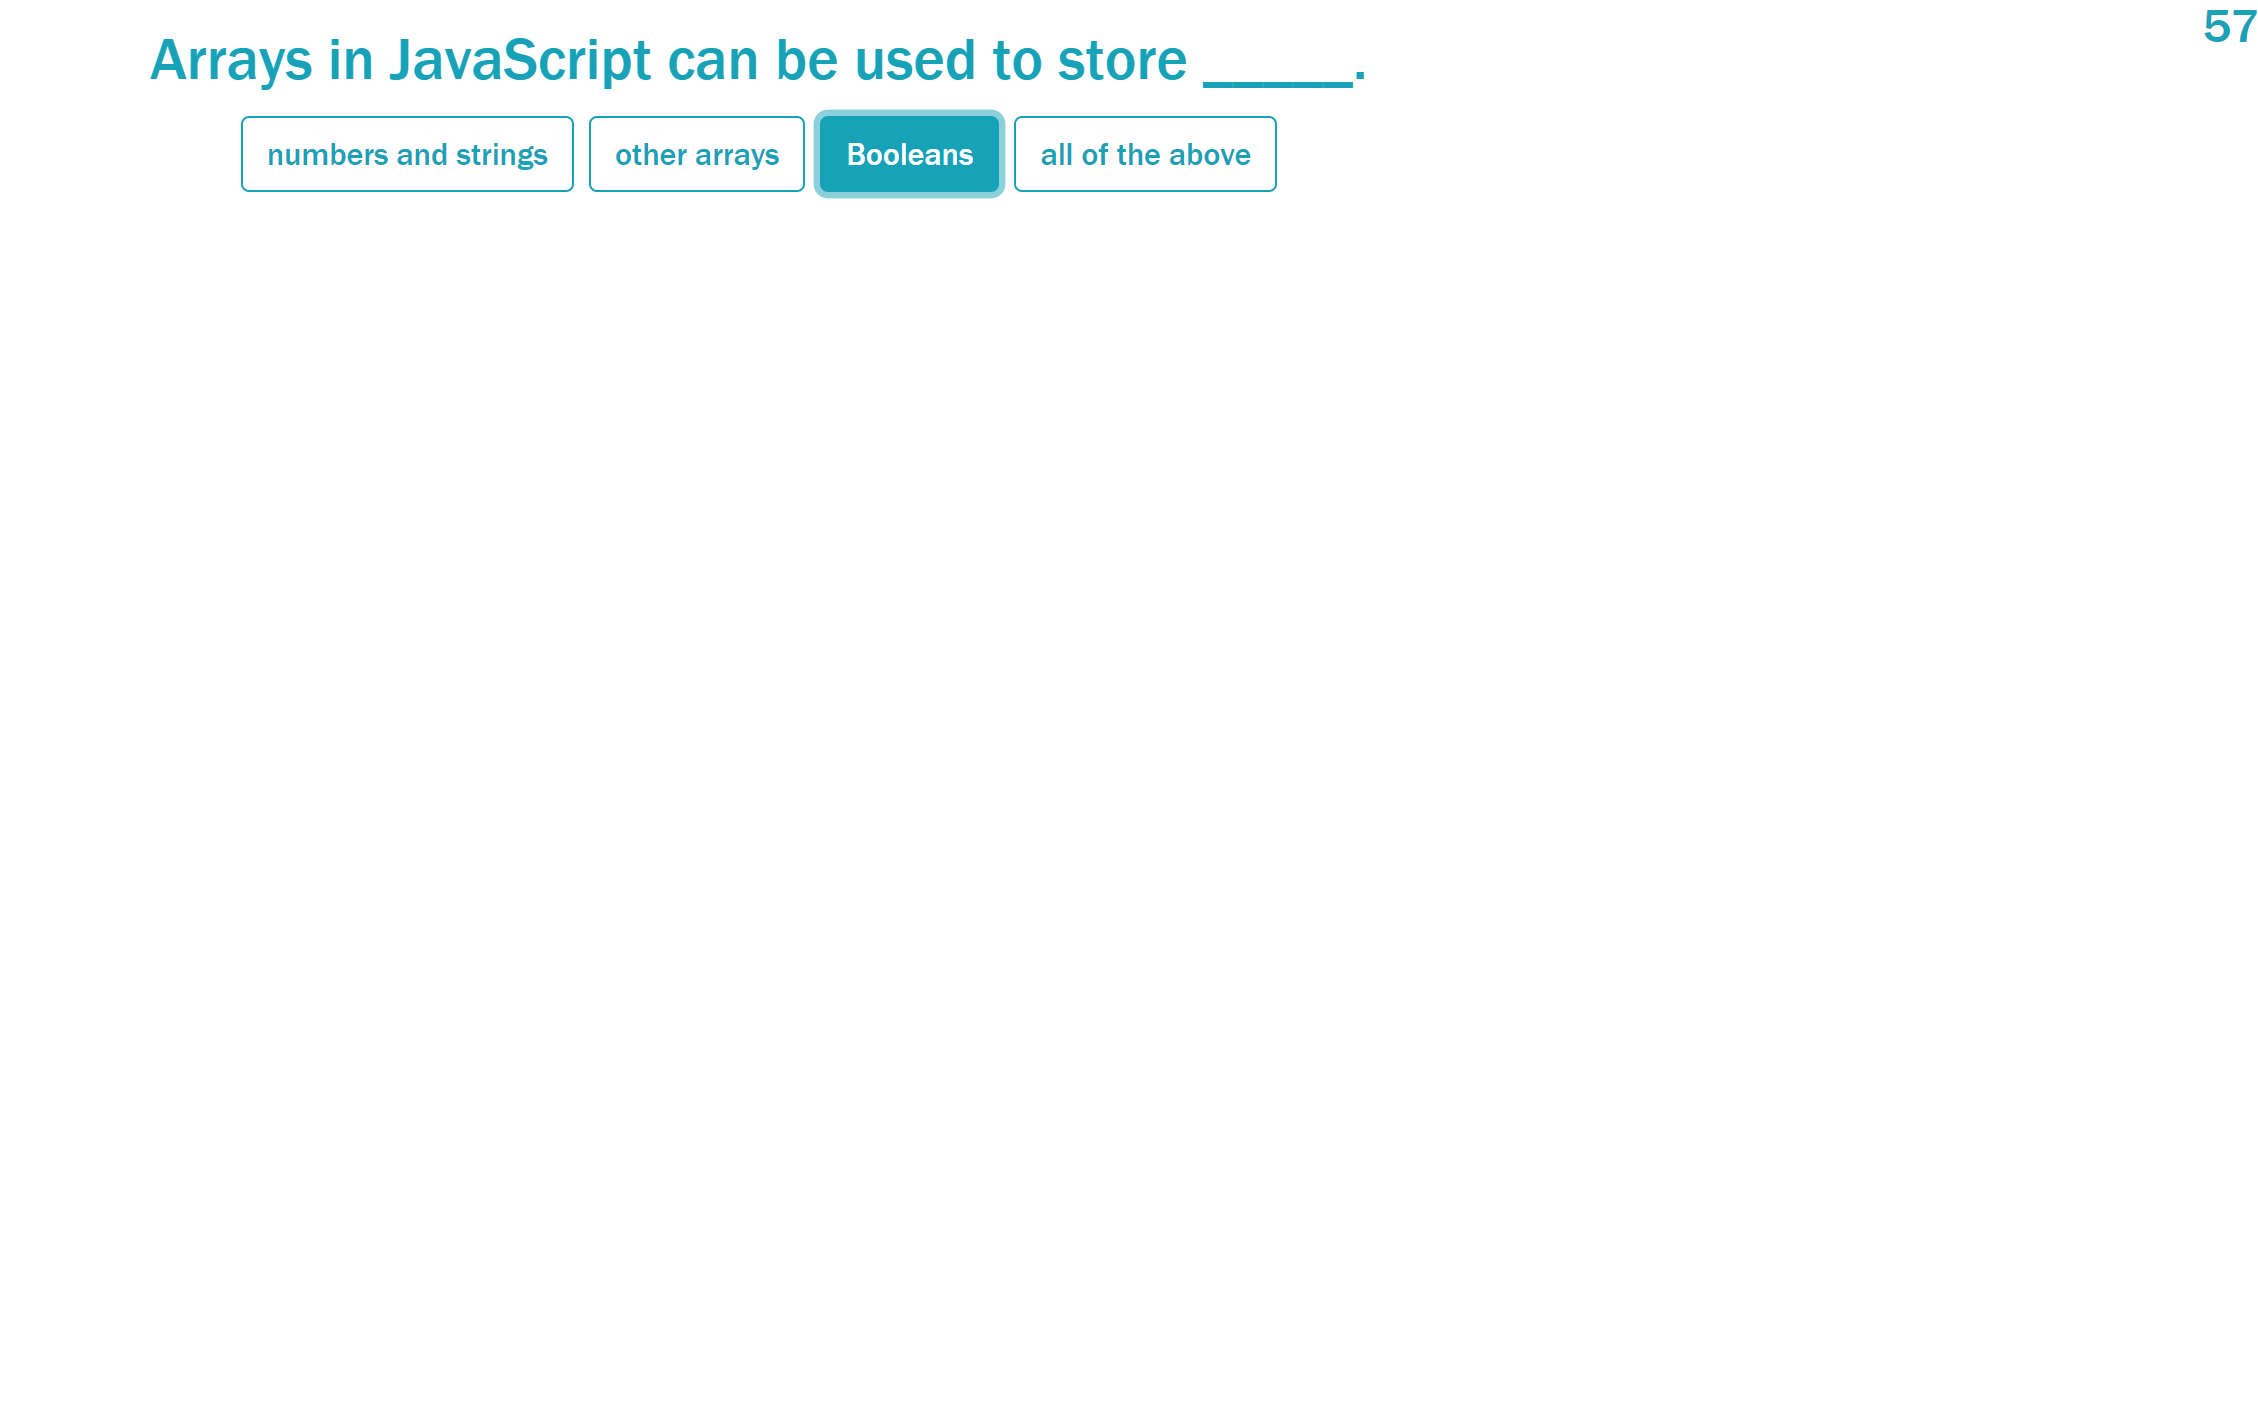 57
Arrays in JavaScript can be used to store _____.
numbers and strings
other arrays
Booleans
all of the above